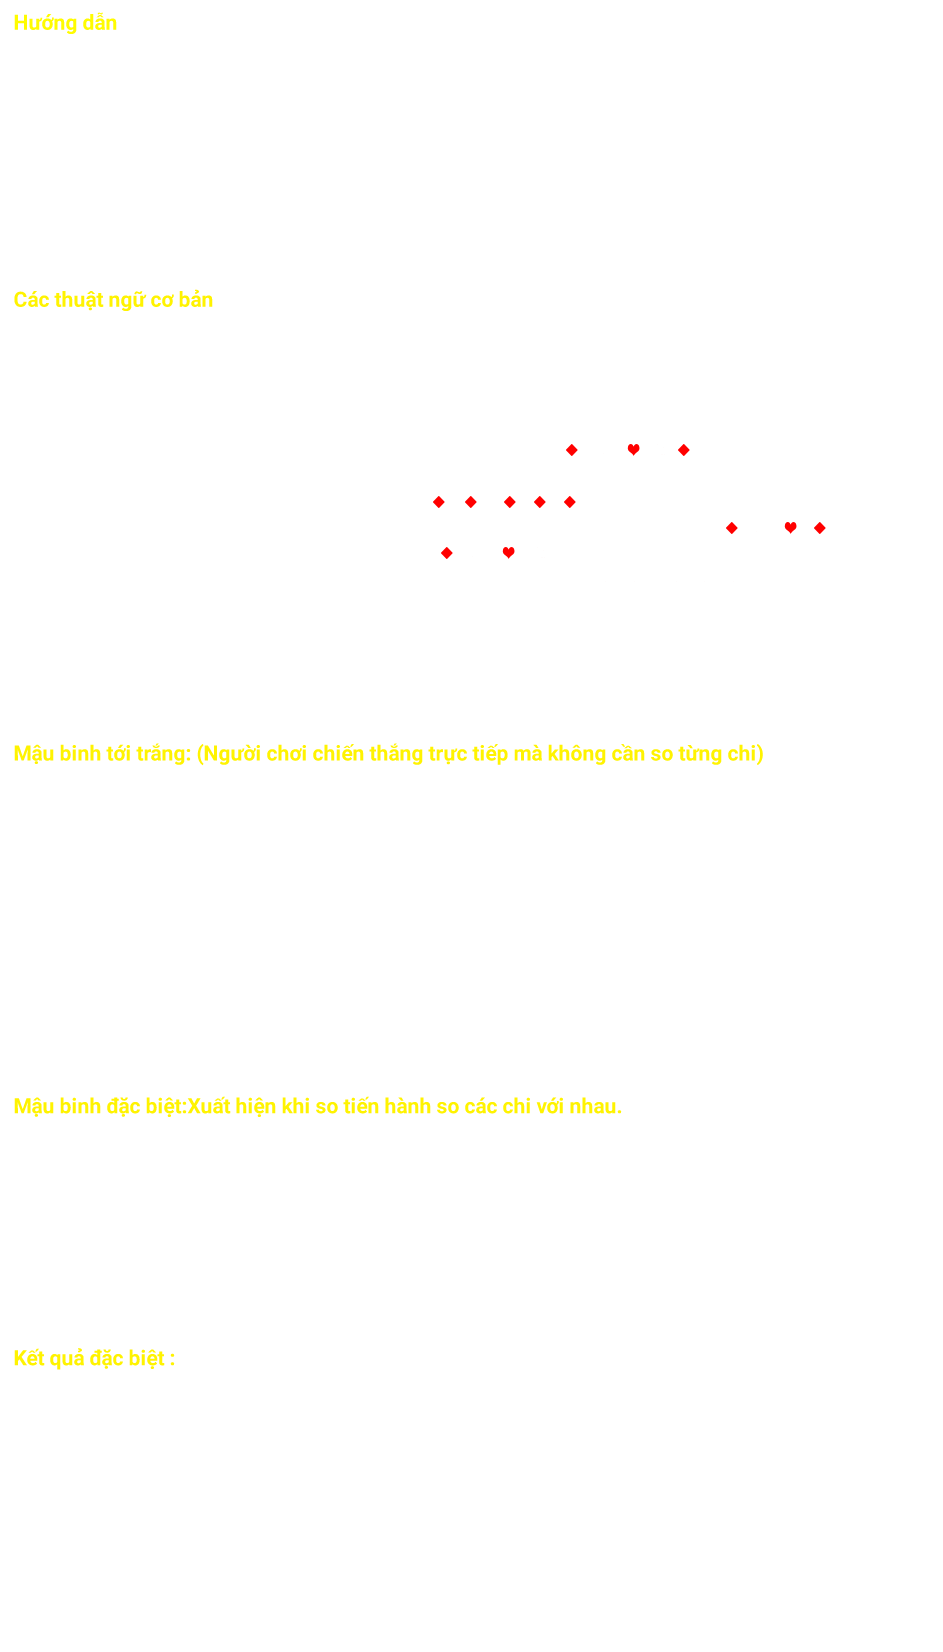 Hướng dẫn
Các thuật ngữ cơ bản
♦ ♥ ♦
♦ ♦ ♦ ♦ ♦
♦ ♥ ♦
♦ ♥
Mậu binh tới trắng: (Người chơi chiến thắng trực tiếp mà không cần so từng chi)
Mậu binh đặc biệt:Xuất hiện khi so tiến hành so các chi với nhau.
Kết quả đặc biệt :